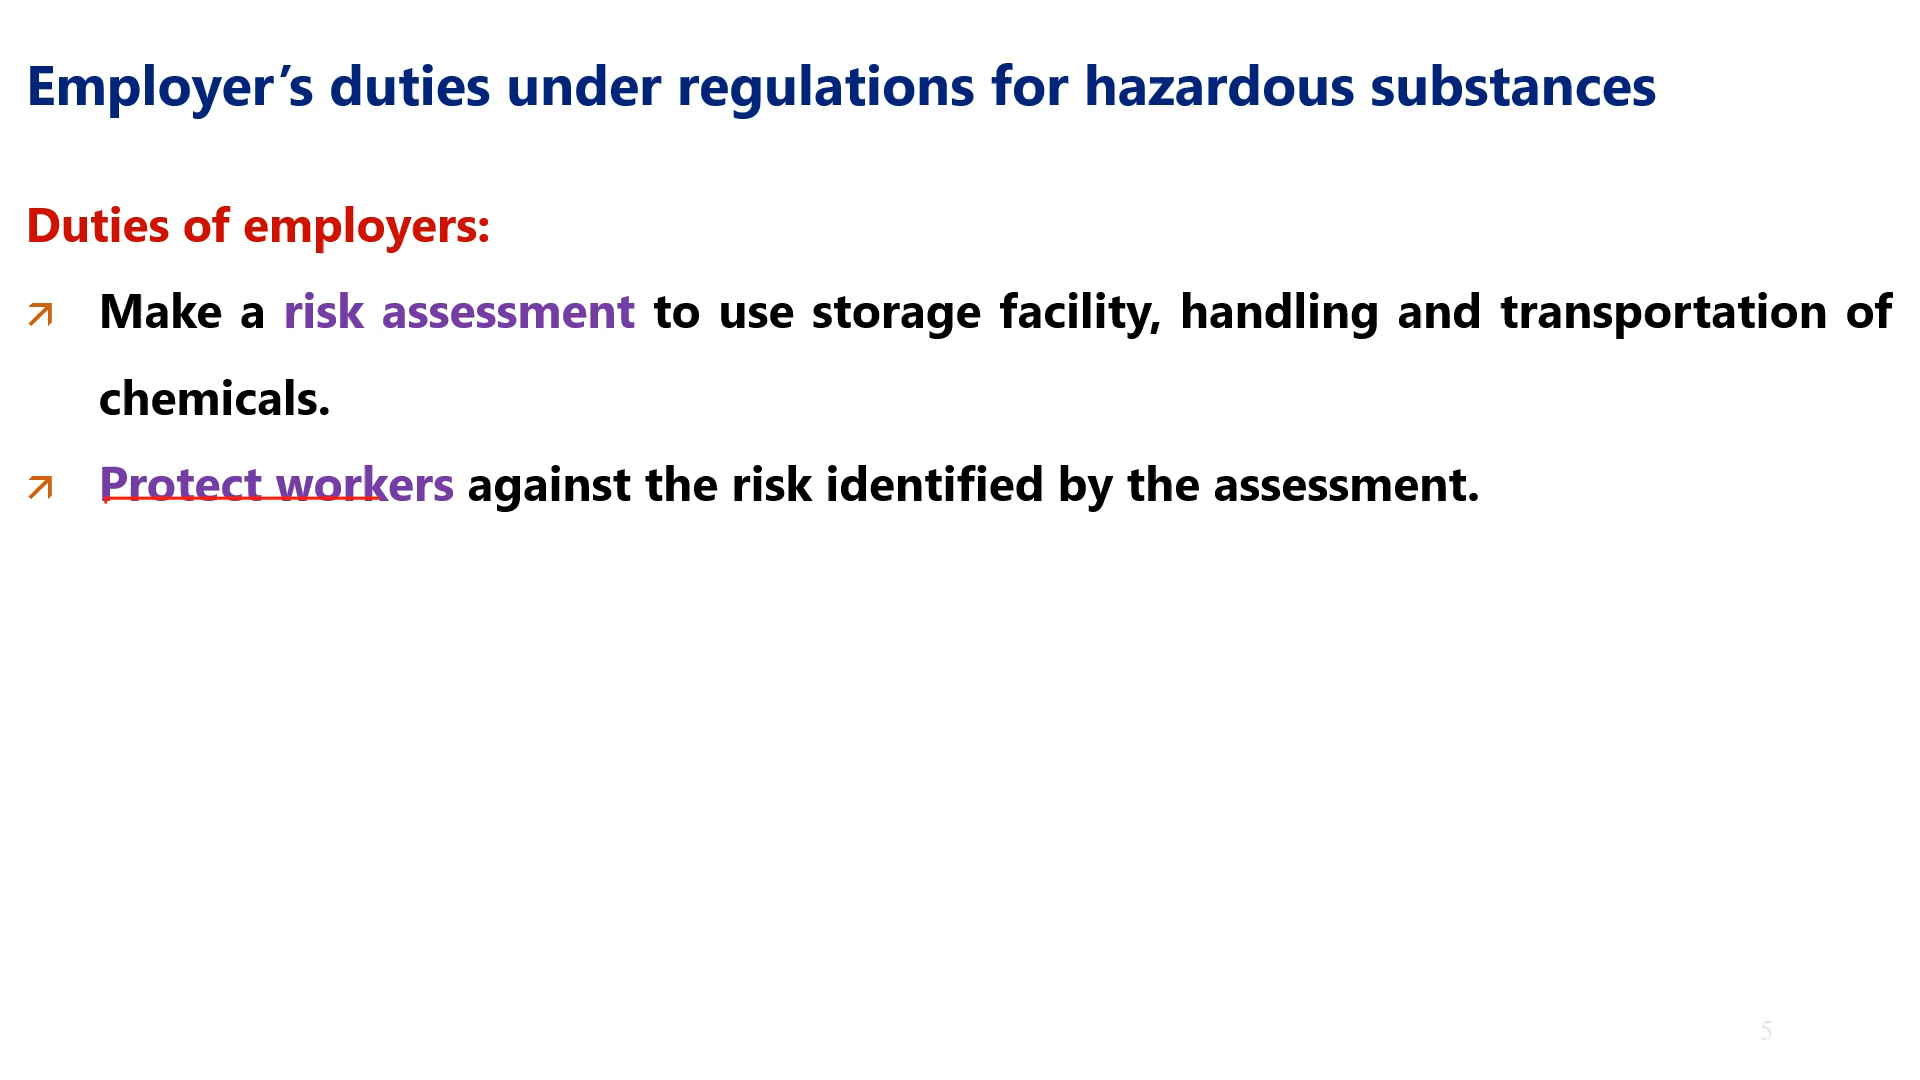 Employer’s duties under regulations for hazardous substances
Duties of employers:
Make a risk assessment to use storage facility, handling and transportation of
chemicals.
Protect workers against the risk identified by the assessment.
5